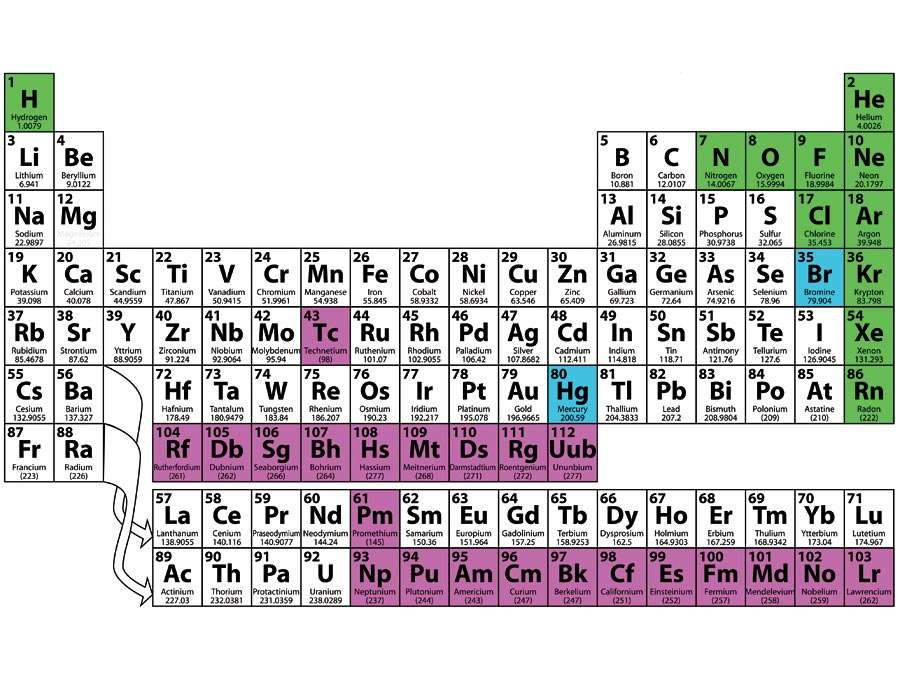 1 2
H He
Hydrogen Helium
1.0079 4.0026
3 4 5 6 7 8 9 10
Li Be B C N O F Ne
Lithium Beryllium Boron Carbon Nitrogen Oxygen Fluorine Neon
6.941 9.0122 10.881 12.0107 14.0067 15.9994 18.9984 20.1797
11 12 13 14 15 16 17 18
Na Mg Al Si P S Cl Ar
Sodium Aluminum Silicon Phosphorus Sulfur Chlorine Argon
22.9897 26.9815 28.0855 30.9738 32.065 35.453 39.948
19 20 21 22 23 24 25 26 27 28 29 30 31 32 33 34 35 36
K Ca Sc Ti V Cr Mn Fe Co Ni Cu Zn Ga Ge As Se Br Kr
Potassium Calcium Scandium Titanium Vanadium Chromium Manganese Iron Cobalt Nickel Copper Zinc Gallium Germanium Arsenic Selenium Bromine Krypton
39.098 40.078 44.9559 47.867 50.9415 51.9961 54.938 55.845 58.9332 58.6934 63.546 65.409 69.723 72.64 74.9216 78.96 79.904 83.798
37 38 39 40 41 42 43 44 45 46 47 48 49 50 51 52 53 54
Rb Sr Y Zr Nb Mo Tc Ru Rh Pd Ag Cd In Sn Sb Te I Xe
Rubidium Strontium Yttrium Zirconium Niobium Molybdenum Technetium Ruthenium Rhodium Palladium Silver Cadmium Indium Tin Antimony Tellurium Iodine Xenon
85.4678 87.62 88.9059 91.224 92.9064 95.94 (98) 101.07 102.9055 106.42 107.8682 112.411 114.818 118.71 121.76 127.6 126.9045 131.293
55 56 72 73 74 75 76 77 78 79 80 81 82 83 84 85 86
Cs Ba Hf Ta W Re Os Ir Pt Au Hg Tl Pb Bi Po At Rn
Cesium Barium Hafnium Tantalum Tungsten Rhenium Osmium Iridium Platinum Gold Mercury Thallium Lead Bismuth Polonium Astatine Radon
132.9055 137.327 178.49 180.9479 183.84 186.207 190.23 192.217 195.078 196.9665 200.59 204.3833 207.2 208.9804 (209) (210) (222)
87 88 104 105 106 107 108 109 110 111 112
Fr Ra Rf Db Sg Bh Hs Mt Ds Rg Uub
Francium Radium Rutherfordium Dubnium Seaborgium Bohrium Hassium Meitnerium Darmstadtium Roentgenium Ununbium
(223) (226) (261) (262) (266) (264) (277) (268) (271) (272) (277)
57 58 59 60 61 62 63 64 65 66 67 68 69 70 71
La Ce Pr Nd Pm Sm Eu Gd Tb Dy Ho Er Tm Yb Lu
Lanthanum Cenium Praseodymium Neodymium Promethium Samarium Europium Gadolinium Terbium Dysprosium Holmium Erbium Thulium Ytterbium Lutetium
138.9055 140.116 140.9077 144.24 (145) 150.36 151.964 157.25 158.9253 162.5 164.9303 167.259 168.9342 173.04 174.967
89 90 91 92 93 94 95 96 97 98 99 100 101 102 103
Ac Th Pa U Np Pu Am Cm Bk Cf Es Fm Md No Lr
Actinium Thorium Protactinium Uranium Neptunium Plutonium Americium Curium Berkelium Californium Einsteinium Fermium Mendelevium Nobelium Lawrencium
227.03 232.0381 231.0359 238.0289 (237) (244) (243) (247) (247) (251) (252) (257) (258) (259) (262)